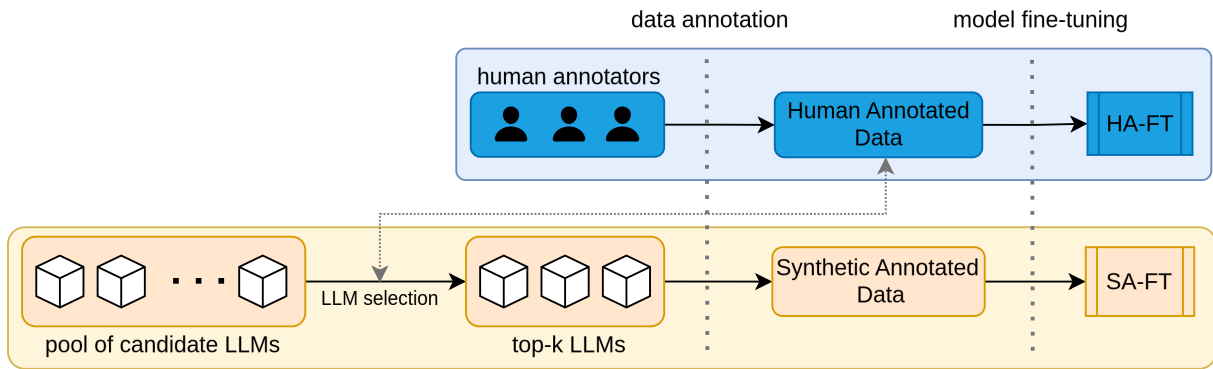 data annotation
model fine-tuning
human annotators
Human Annotated
Data
HA-FT
LLM selection
Synthetic Annotated
Data
SA-FT
pool of candidate LLMs
top-k LLMs